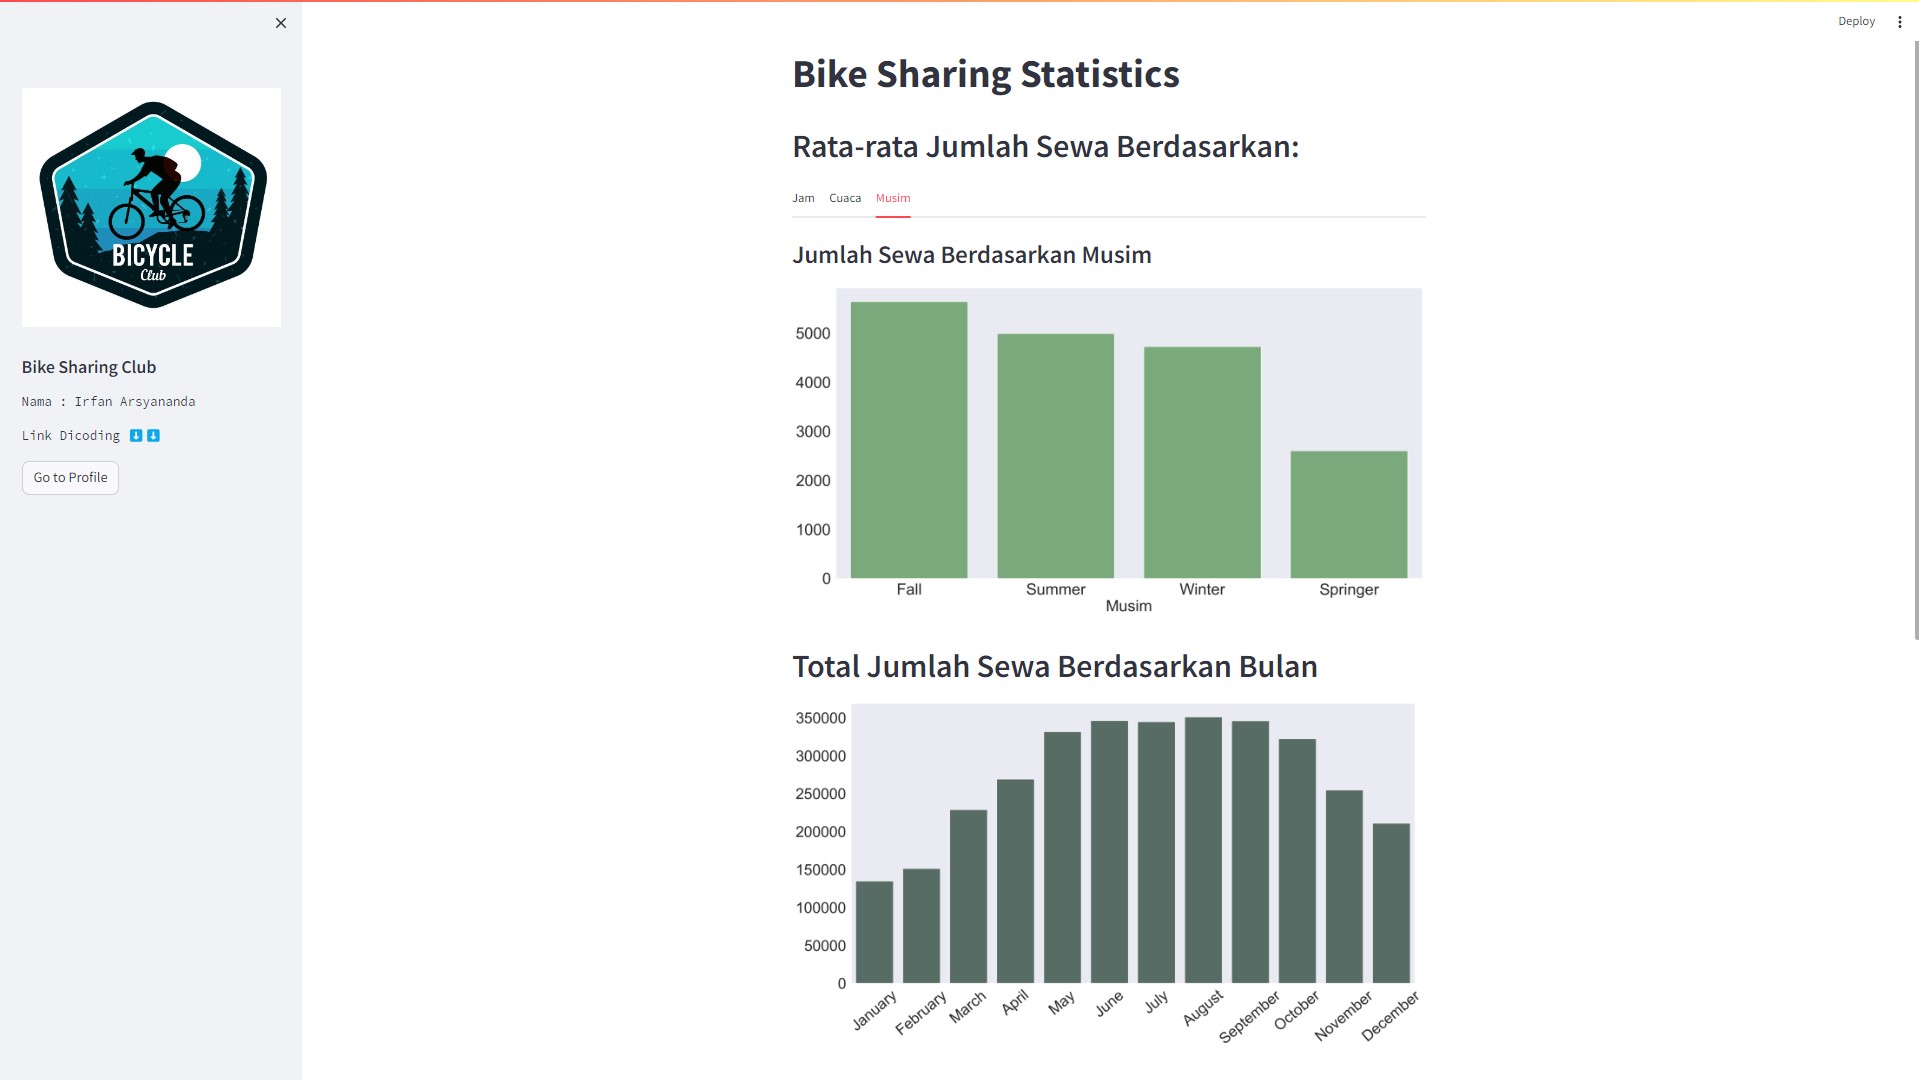 Deploy
BICYCLE
Club
Bike Sharing Club
Nama : Irfan Arsyananda
Link Dicoding
Go to Profile
Bike Sharing Statistics
Rata-rata Jumlah Sewa Berdasarkan:
Jam Cuaca Musim
Jumlah Sewa Berdasarkan Musim
5000
4000
3000
2000
1000
0
Fall Summer Winter Springer
Musim
Total Jumlah Sewa Berdasarkan Bulan
350000
300000
250000
200000
150000
100000
50000
0
January February March April May June July August September October November December